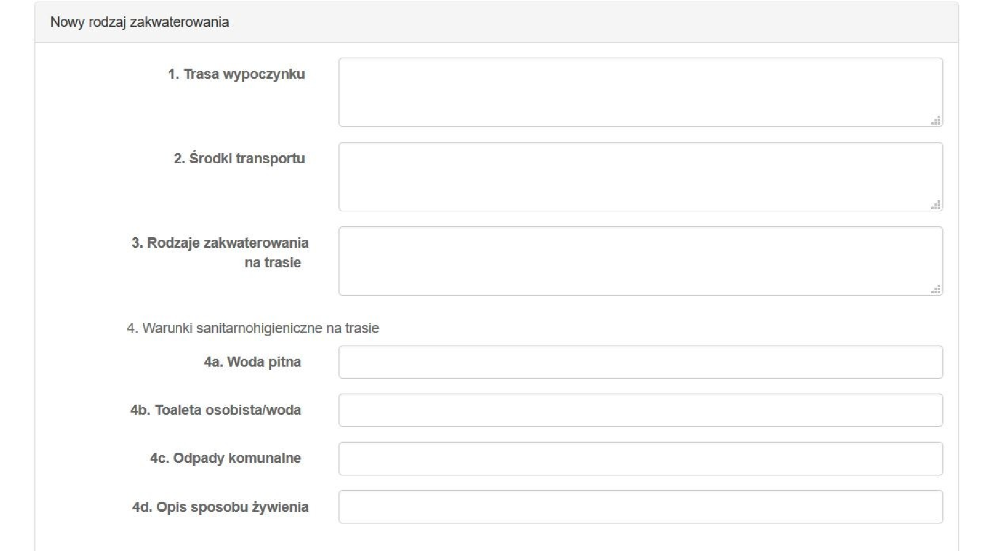 Nowy rodzaj zakwaterowania
1. Trasa wypoczynku
2. Środki transportu
3. Rodzaje zakwaterowania
na trasie
4. Warunki sanitarnohigieniczne na trasie
4a. Woda pitna
4b. Toaleta osobista/woda
4c. Odpady komunalne
4d. Opis sposobu żywienia